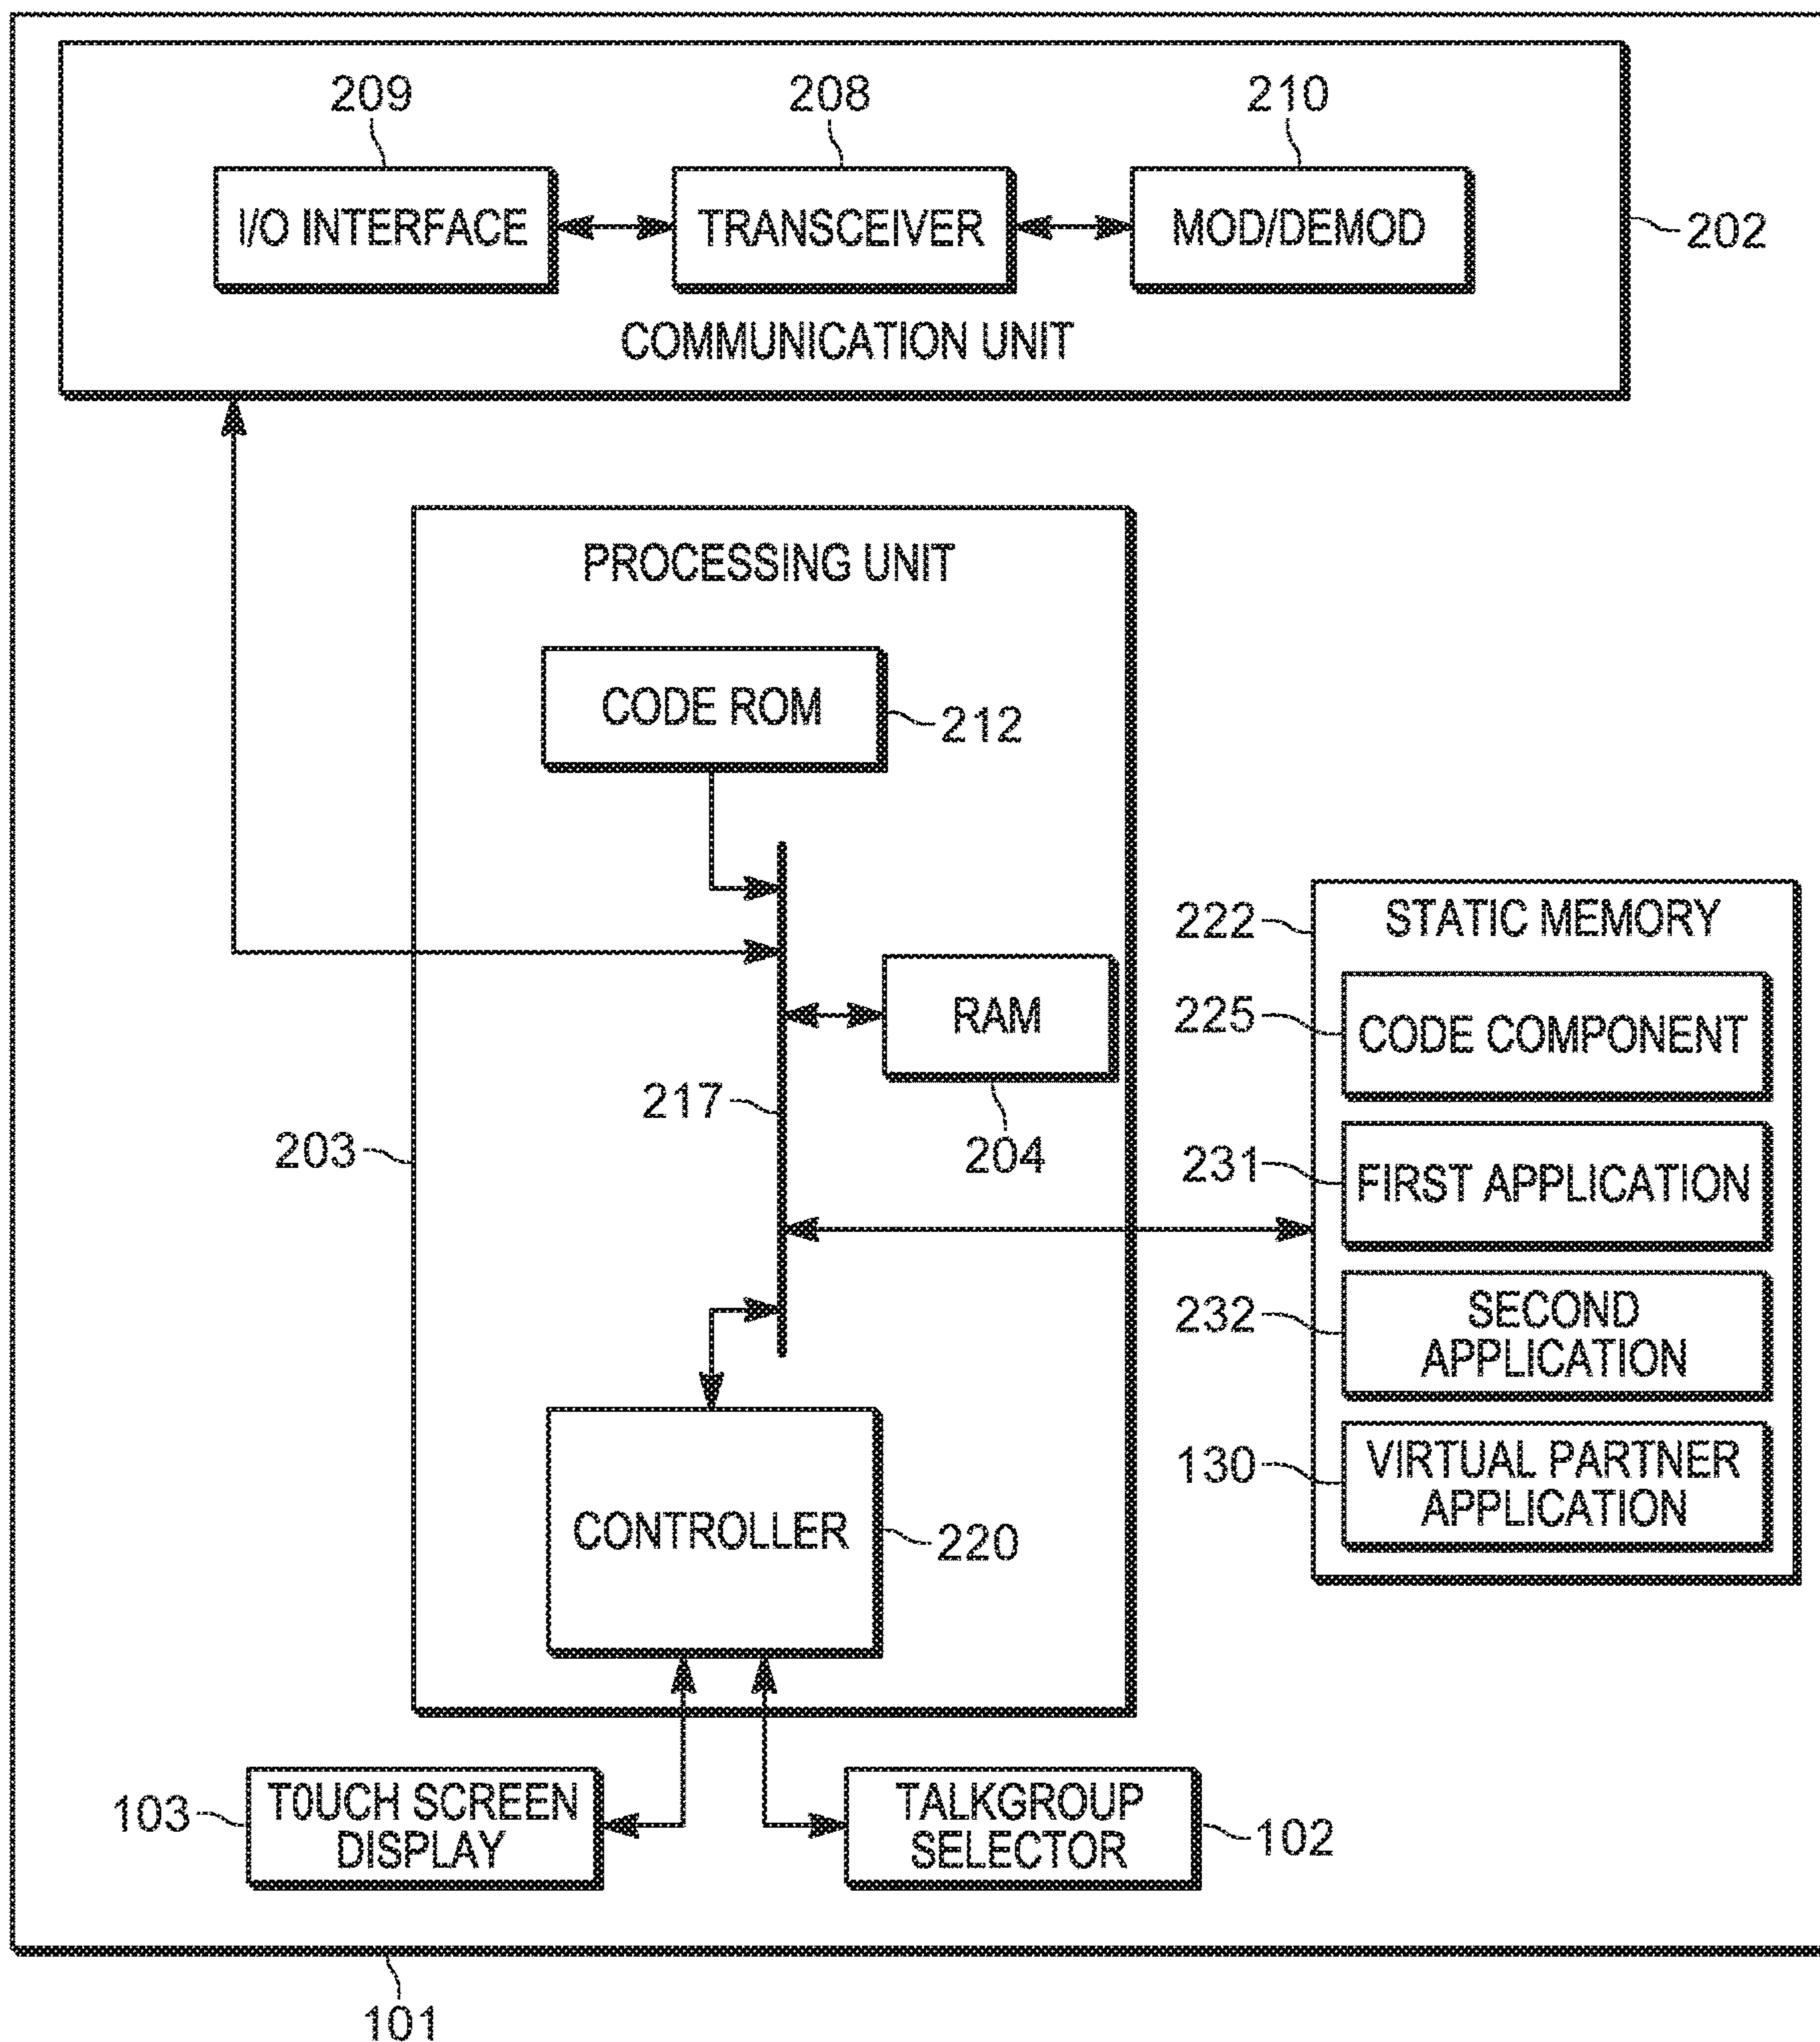 209
208
210
I/O INTERFACE
TRANSCEIVER
MOD/DEMOD
202
COMMUNICATION UNIT
PROCESSING UNIT
CODE ROM
212
222
STATIC MEMORY
225
CODE COMPONENT
RAM
217
204
203
231
FIRST APPLICATION
232
SECOND
APPLICATION
130
VIRTUAL PARTNER
APPLICATION
CONTROLLER
220
103
T0UCH SCREEN
DISPLAY
TALKGROUP
SELECTOR
102
101